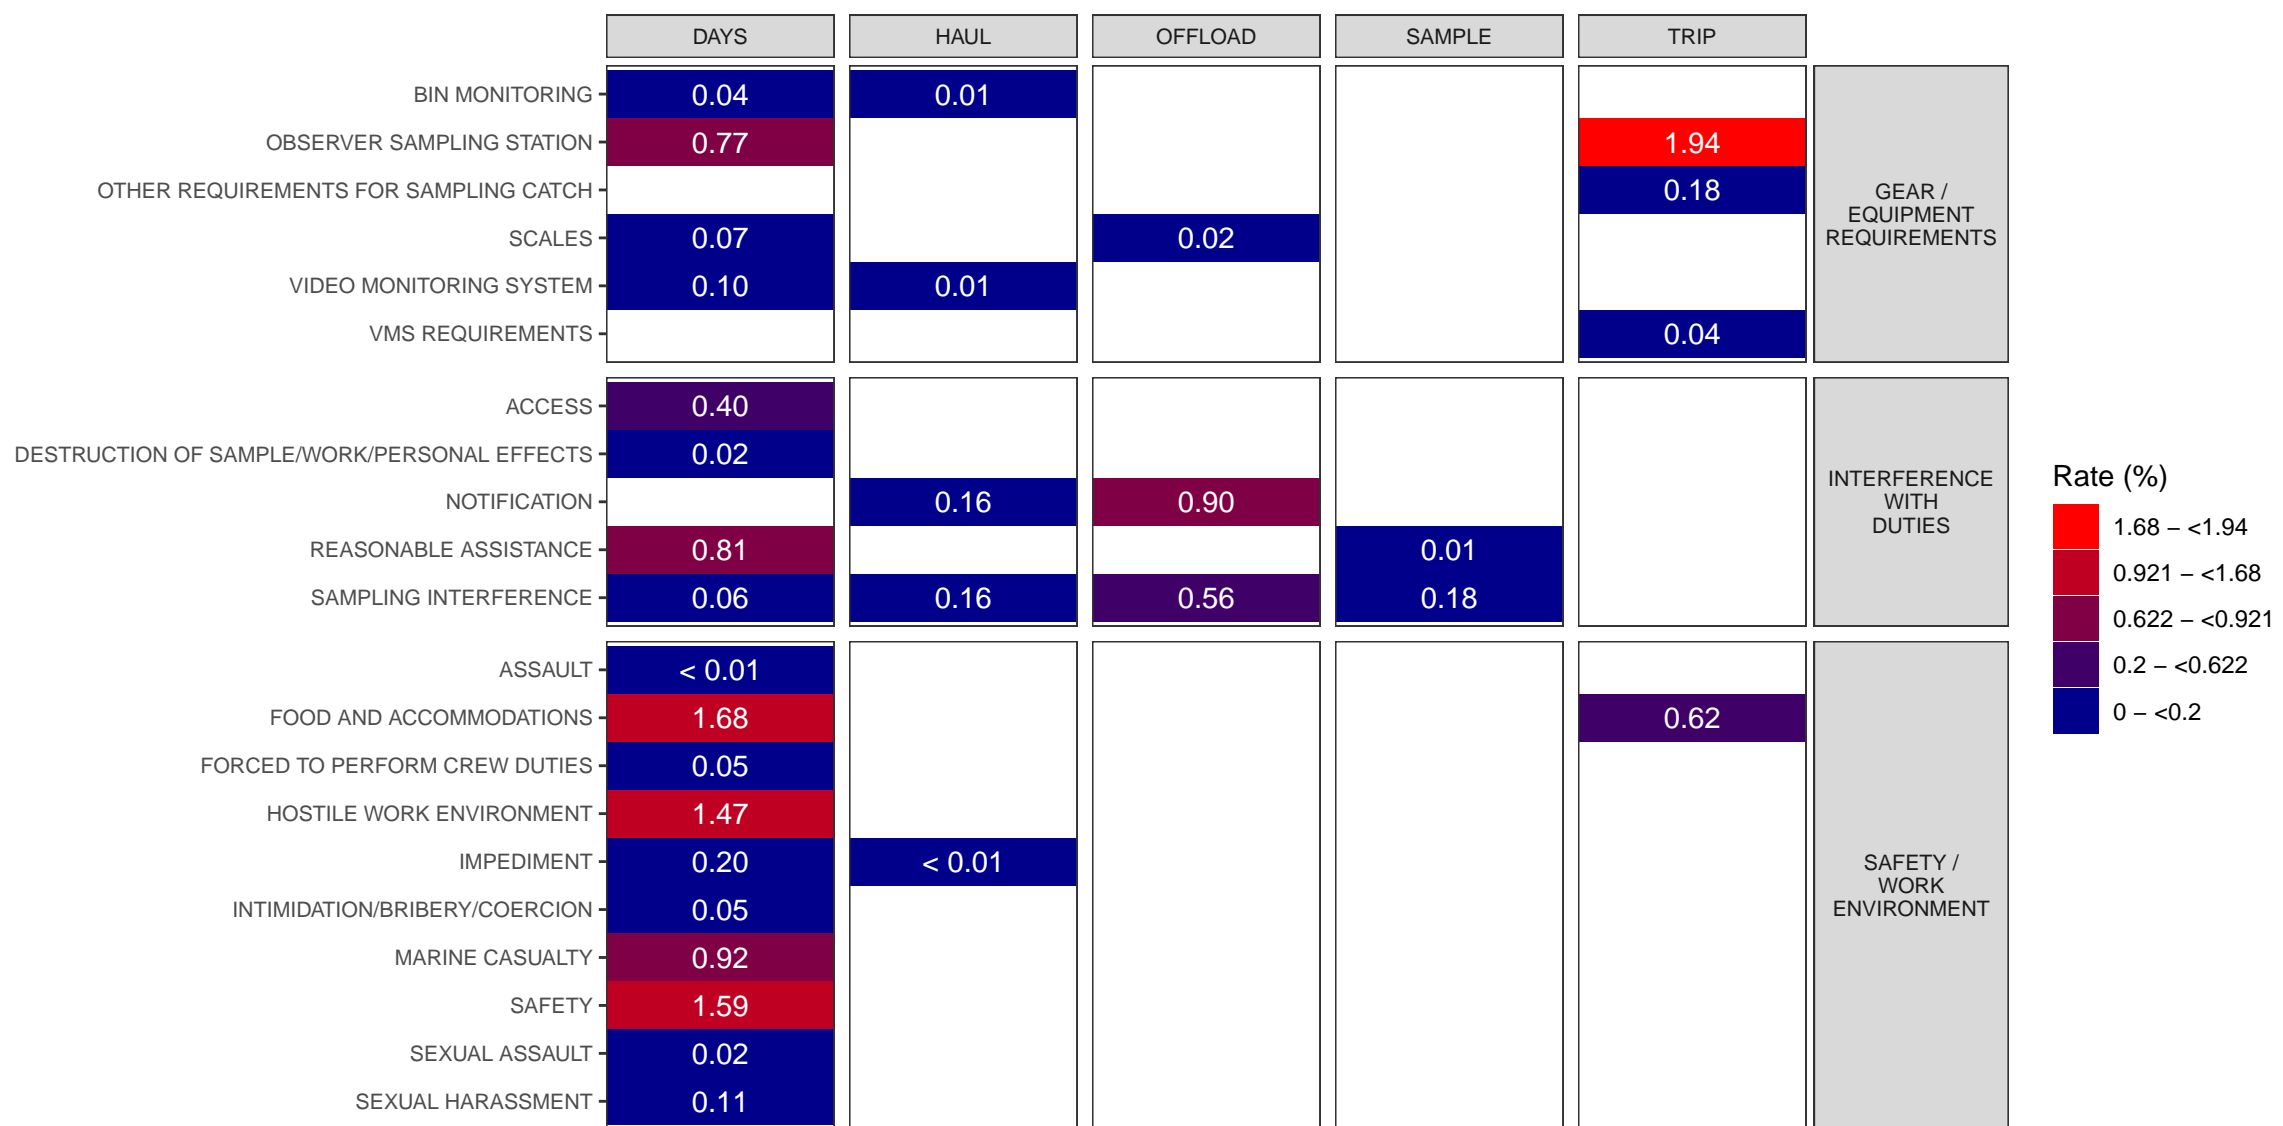 DAYS HAUL OFFLOAD SAMPLE TRIP
BIN MONITORING 0.04 0.01
OBSERVER SAMPLING STATION 0.77 1.94
OTHER REQUIREMENTS FOR SAMPLING CATCH 0.18
SCALES 0.07 0.02
VIDEO MONITORING SYSTEM 0.10 0.01
VMS REQUIREMENTS 0.04
GEAR /
EQUIPMENT
REQUIREMENTS
ACCESS 0.40
DESTRUCTION OF SAMPLE/WORK/PERSONAL EFFECTS 0.02
NOTIFICATION 0.16 0.90
REASONABLE ASSISTANCE 0.81 0.01
SAMPLING INTERFERENCE 0.06 0.16 0.56 0.18
INTERFERENCE
WITH
DUTIES
ASSAULT < 0.01
FOOD AND ACCOMMODATIONS 1.68 0.62
FORCED TO PERFORM CREW DUTIES 0.05
HOSTILE WORK ENVIRONMENT 1.47
IMPEDIMENT 0.20 < 0.01
INTIMIDATION/BRIBERY/COERCION 0.05
MARINE CASUALTY 0.92
SAFETY 1.59
SEXUAL ASSAULT 0.02
SEXUAL HARASSMENT 0.11
SAFETY /
WORK
ENVIRONMENT
Rate (%)
1.68 – <1.94
0.921 – <1.68
0.622 – <0.921
0.2 – <0.622
0 – <0.2